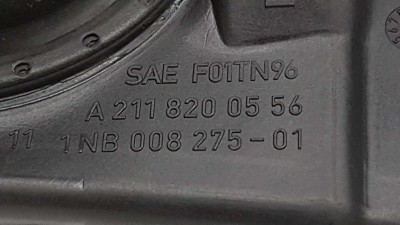 SAE F01TN96
A 211 820 05 56
11 1NB 008 275-01